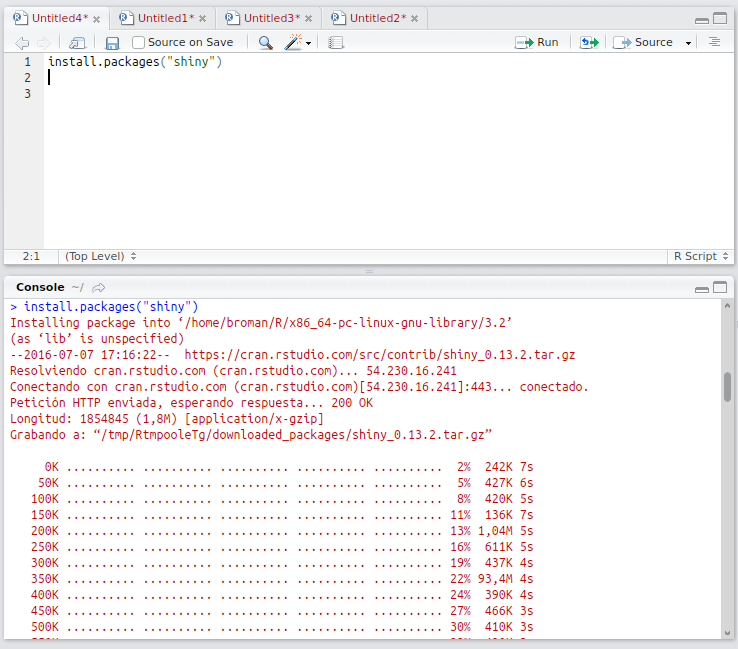 Untitled4* Untitled1* Untitled3* Untitled2*
Source on Save Run Source
1 install.packages("shiny")
2
3
2:1 (Top Level) R Script
Console ~/
> install.packages("shiny")
Installing package into ‘/home/broman/R/x86_64-pc-linux-gnu-library/3.2’
(as ‘lib’ is unspecified)
--2016-07-07 17:16:22-- https://cran.rstudio.com/src/contrib/shiny_0.13.2.tar.gz
Resolviendo cran.rstudio.com (cran.rstudio.com)... 54.230.16.241
Conectando con cran.rstudio.com (cran.rstudio.com)[54.230.16.241]:443... conectado.
Petición HTTP enviada, esperando respuesta... 200 OK
Longitud: 1854845 (1,8M) [application/x-gzip]
Grabando a: “/tmp/RtmpooleTg/downloaded_packages/shiny_0.13.2.tar.gz”
0K .......... .......... .......... .......... .......... 2% 242K 7s
50K .......... .......... .......... .......... .......... 5% 427K 6s
100K .......... .......... .......... .......... .......... 8% 420K 5s
150K .......... .......... .......... .......... .......... 11% 136K 7s
200K .......... .......... .......... .......... .......... 13% 1,04M 5s
250K .......... .......... .......... .......... .......... 16% 611K 5s
300K .......... .......... .......... .......... .......... 19% 437K 4s
350K .......... .......... .......... .......... .......... 22% 93,4M 4s
400K .......... .......... .......... .......... .......... 24% 390K 4s
450K .......... .......... .......... .......... .......... 27% 466K 3s
500K .......... .......... .......... .......... .......... 30% 410K 3s